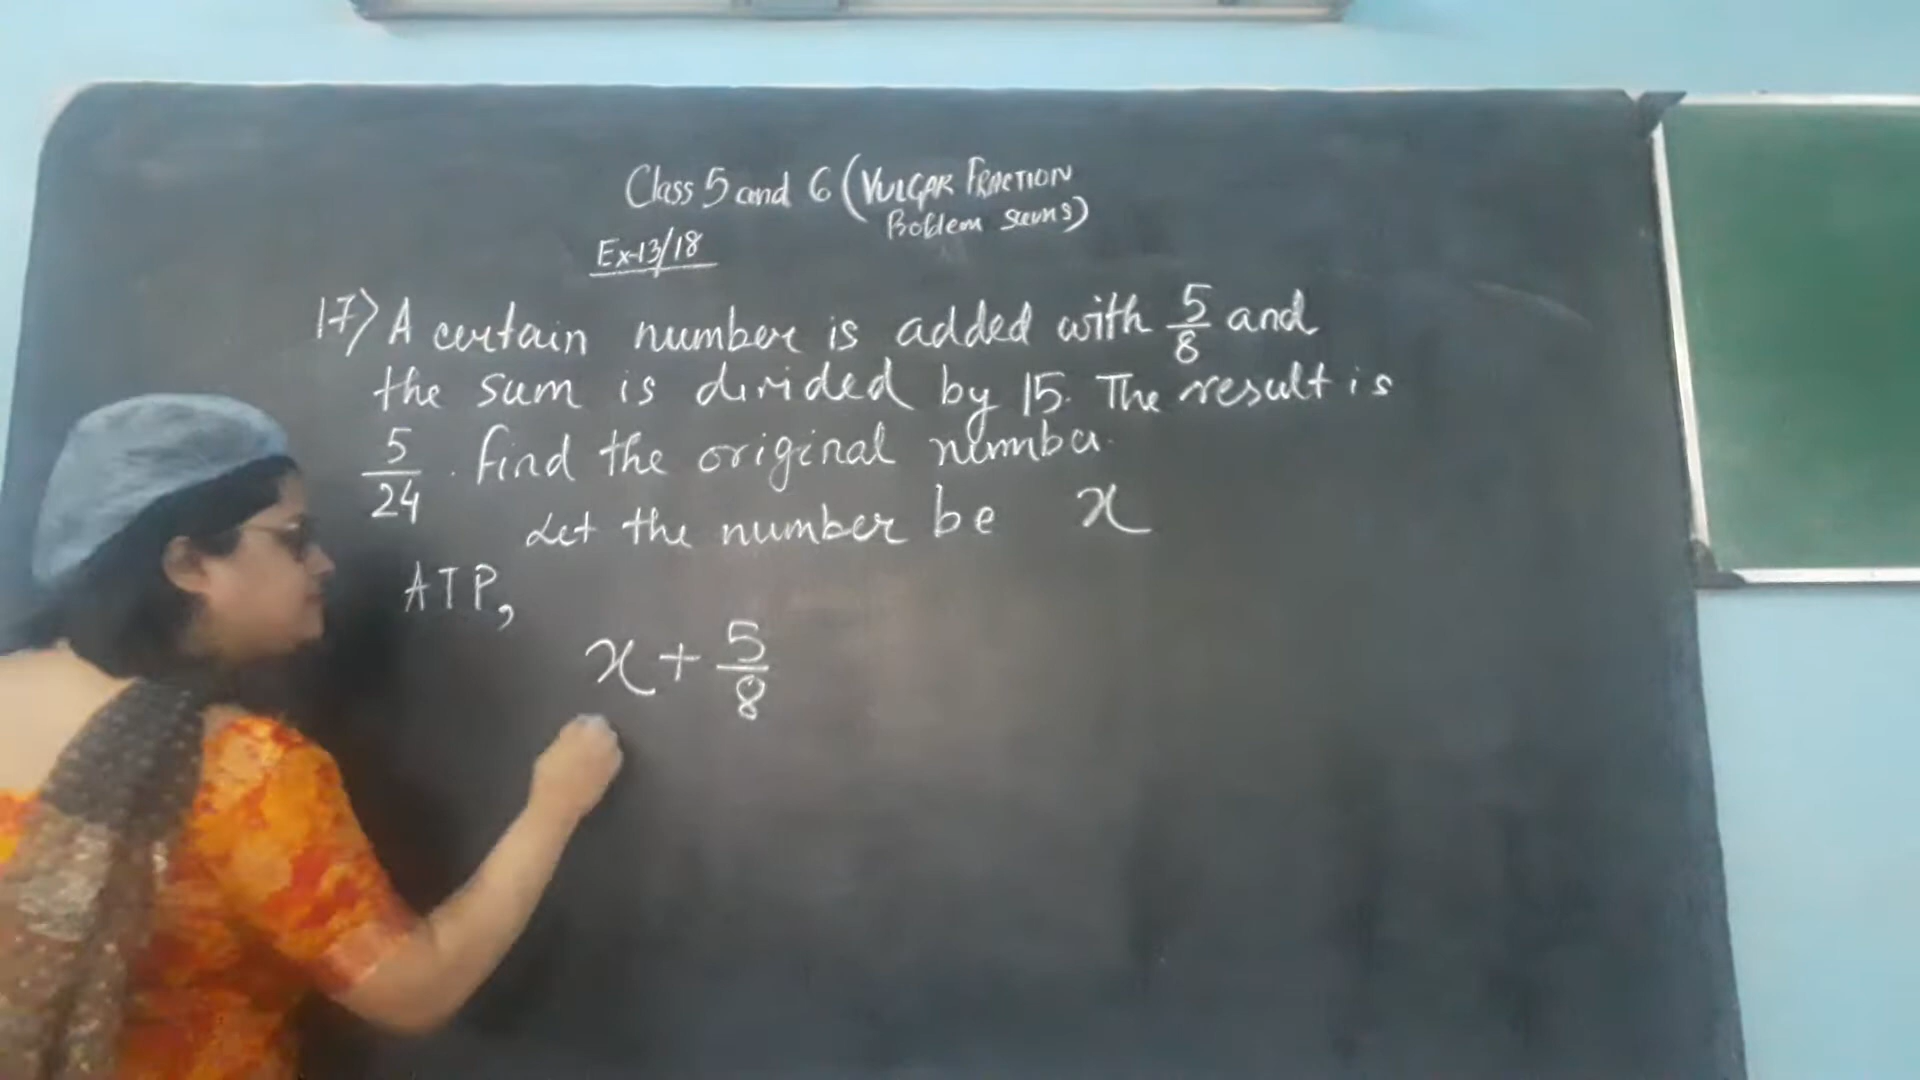 Class 5 and 6 (VULGAR FRACTION
Problem sums)
Ex-13/18
17) A certain number is added with 5/8 and
the sum is divided by 15. The result is
5/24 . Find the original number.
Let the number be x
ATP,
x + 5/8